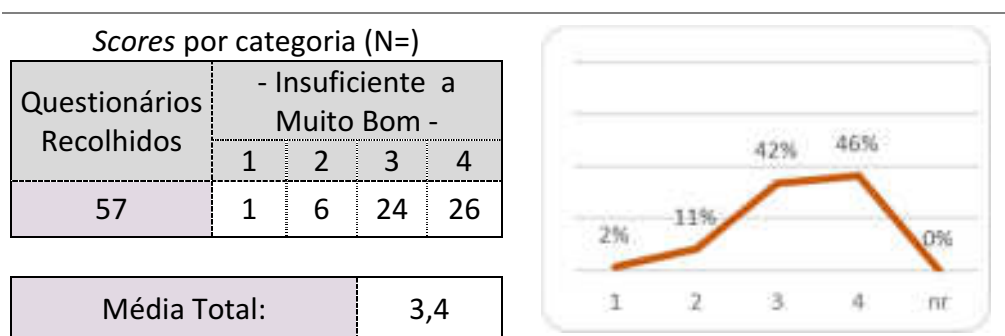 Scores por categoria (N=)
Questionários Recolhidos
- Insuficiente a
Muito Bom -
1 2 3 4
57 1 6 24 26
Média Total: 3,4
2% 11% 42% 46% 0%
1 2 3 4 nr